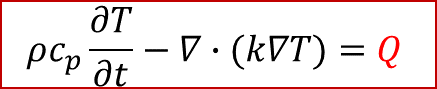 ρc_p ∂T/∂t − ∇ · (k∇T) = Q